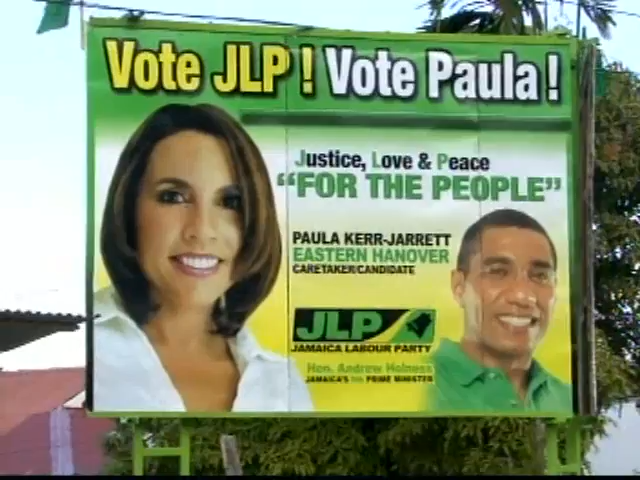 Vote JLP ! Vote Paula !
Justice, Love & Peace
"FOR THE PEOPLE"
PAULA KERR-JARRETT
EASTERN HANOVER
CARETAKER/CANDIDATE
JLP
JAMAICA LABOUR PARTY
Hon. Andrew Holness
JAMAICA'S 9th PRIME MINISTER